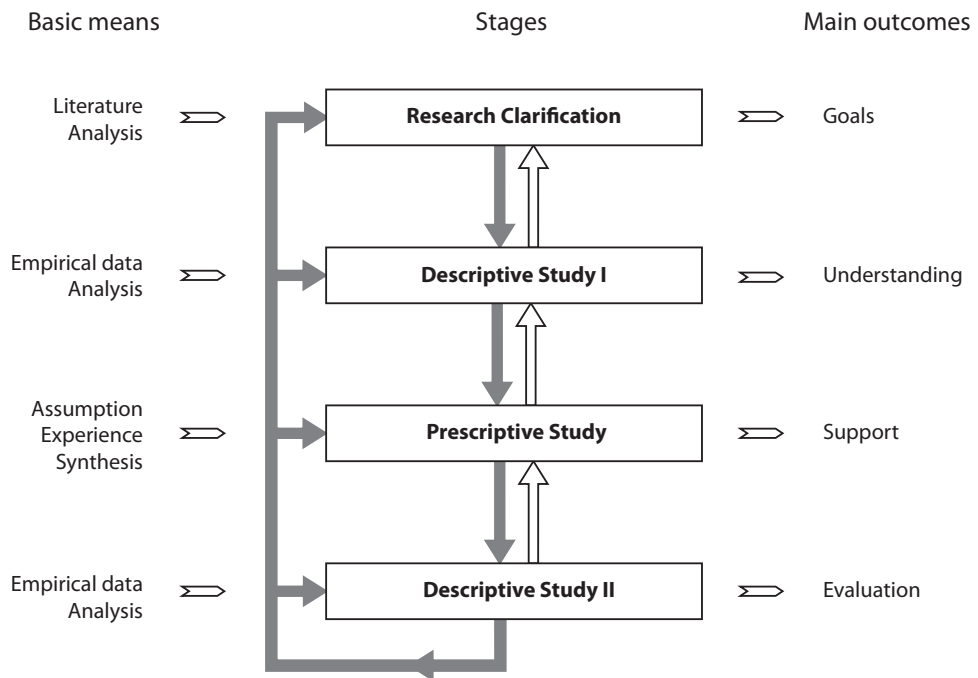 Basic means
Stages
Main outcomes
Literature
Analysis
Research Clarification
Goals
Empirical data
Analysis
Descriptive Study I
Understanding
Assumption
Experience
Synthesis
Prescriptive Study
Support
Empirical data
Analysis
Descriptive Study II
Evaluation